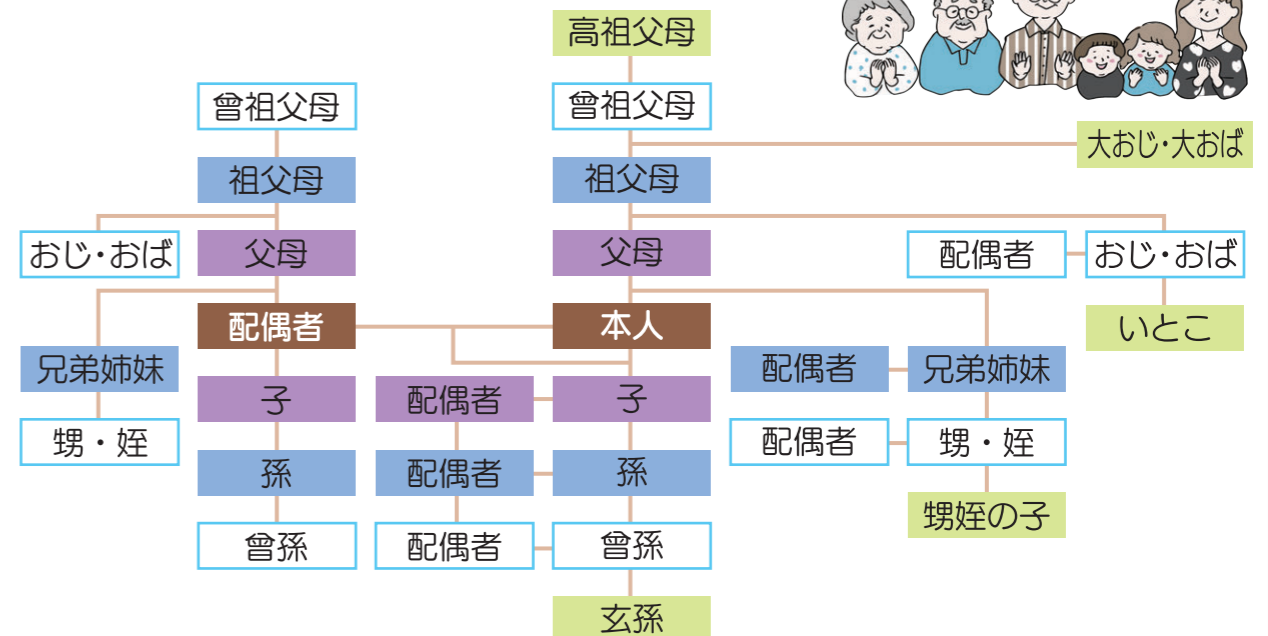 高祖父母
曾祖父母
曾祖父母
大おじ・大おば
祖父母
祖父母
おじ・おば
父母
父母
配偶者
おじ・おば
配偶者
本人
いとこ
兄弟姉妹
子
配偶者
子
配偶者
兄弟姉妹
甥・姪
孫
配偶者
孫
配偶者
甥・姪
曾孫
配偶者
曾孫
甥姪の子
玄孫